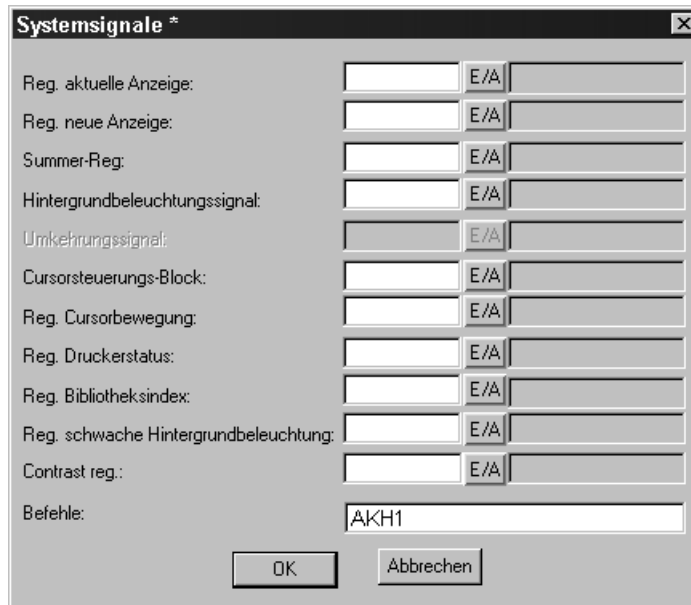 Systemsignale *
Reg. aktuelle Anzeige: E/A
Reg. neue Anzeige: E/A
Summer-Reg: E/A
Hintergrundbeleuchtungssignal: E/A
Umkehrungssignal: E/A
Cursorsteuerungs-Block: E/A
Reg. Cursorbewegung: E/A
Reg. Druckerstatus: E/A
Reg. Bibliotheksindex: E/A
Reg. schwache Hintergrundbeleuchtung: E/A
Contrast reg.: E/A
Befehle: AKH1
OK Abbrechen